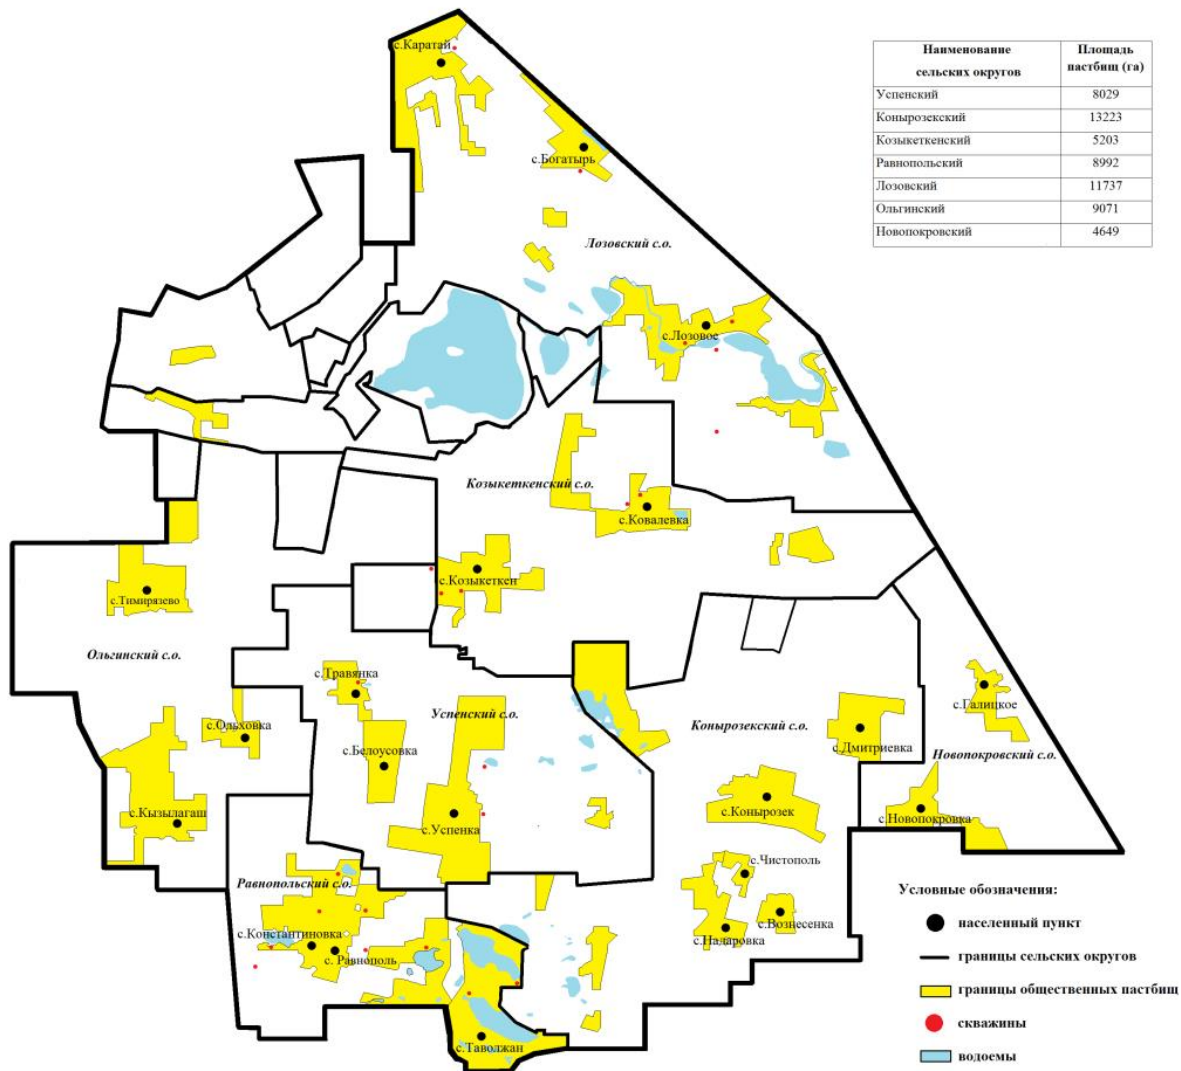 Наименование
сельских округов
Площадь
пастбищ (га)
Успенский 8029
Конырозекский 13223
Козыкеткенский 5203
Равнопольский 8992
Лозовский 11737
Ольгинский 9071
Новопокровский 4649
с.Каратай
с.Богатырь
Лозовский с.о.
с.Лозовое
Козыкеткенский с.о.
с.Ковалевка
с.Козыкеткен
с.Тимирязево
Ольгинский с.о.
с.Травянка
с.Галицкое
Успенский с.о.
с.Ольховка
Конырозекский с.о.
с.Белоусовка
с.Дмитриевка
Новопокровский с.о.
с.Кызылагаш
с.Конырозек
с.Успенка
с.Новопокровка
с.Чистополь
Равнопольский с.о.
с.Вознесенка
с.Константиновка
с.Надаровка
с. Равнополь
с.Таволжан
Условные обозначения:
населенный пункт
границы сельских округов
границы общественных пастбищ
скважины
водоемы